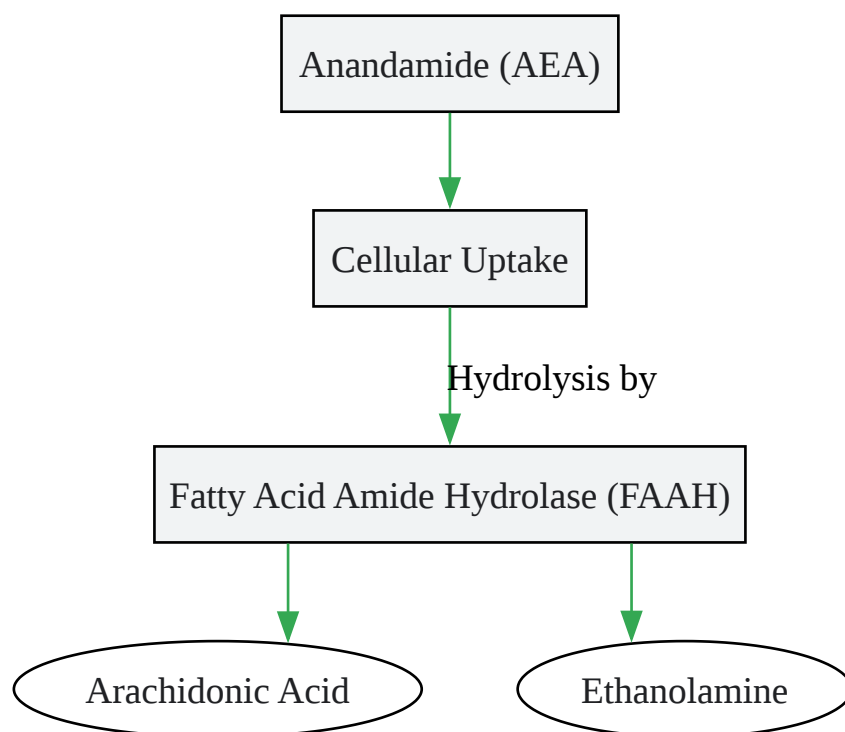 Anandamide (AEA)
Cellular Uptake
Hydrolysis by
Fatty Acid Amide Hydrolase (FAAH)
Arachidonic Acid
Ethanolamine